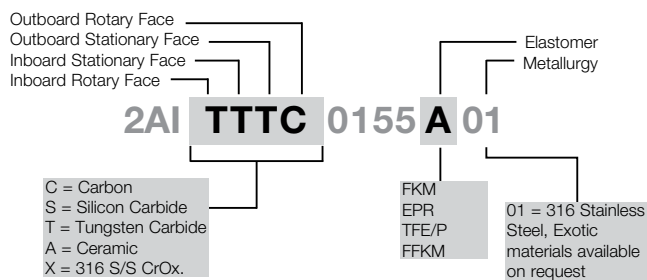 Outboard Rotary Face
Outboard Stationary Face
Inboard Stationary Face
Inboard Rotary Face
Elastomer
Metallurgy
2AI TTTC 0155 A 01
C = Carbon
S = Silicon Carbide
T = Tungsten Carbide
A = Ceramic
X = 316 S/S CrOx.
FKM
EPR
TFE/P
FFKM
01 = 316 Stainless
Steel, Exotic
materials available
on request